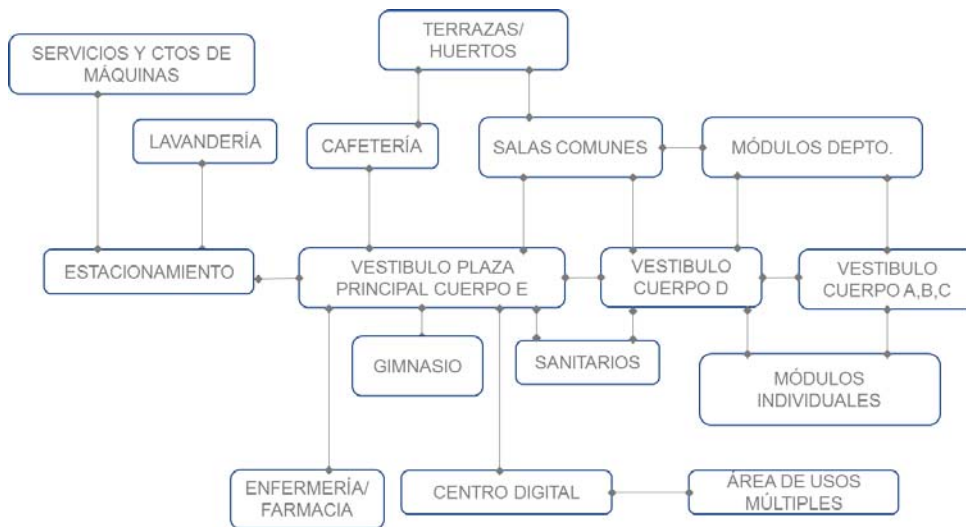 TERRAZAS/
HUERTOS
SERVICIOS Y CTOS DE
MÁQUINAS
LAVANDERÍA
CAFETERÍA
SALAS COMUNES
MÓDULOS DEPTO.
ESTACIONAMIENTO
VESTIBULO PLAZA
PRINCIPAL CUERPO E
VESTIBULO
CUERPO D
VESTIBULO
CUERPO A,B,C
GIMNASIO
SANITARIOS
MÓDULOS
INDIVIDUALES
ENFERMERÍA/
FARMACIA
CENTRO DIGITAL
ÁREA DE USOS
MÚLTIPLES